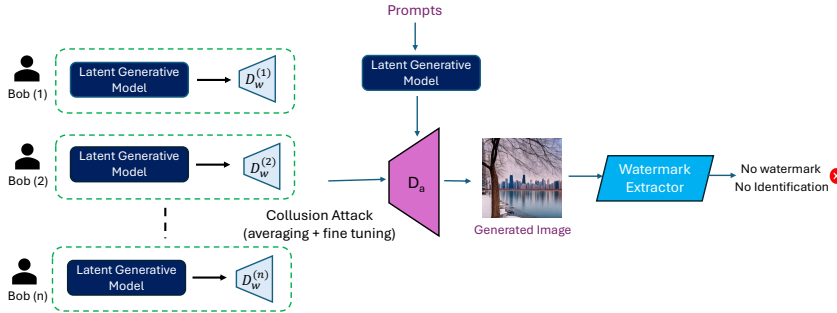 Prompts
Latent Generative
Model
Bob (1)
Latent Generative
Model
D_w^{(1)}
Bob (2)
Latent Generative
Model
D_w^{(2)}
Bob (n)
Latent Generative
Model
D_w^{(n)}
Collusion Attack
(averaging + fine tuning)
D_a
Generated Image
Watermark
Extractor
No watermark
No Identification